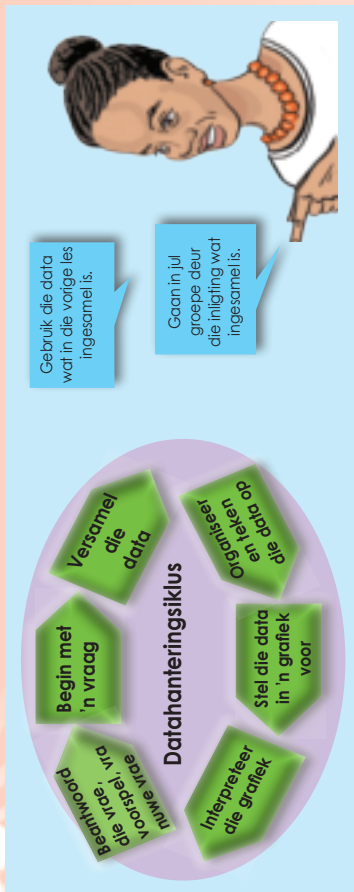 Gebruik die data
wat in die vorige les
ingesamel is.
Gaan in jul
groepe deur
die inligting wat
ingesamel is.
Datahanteringsiklus
Begin met
'n vraag
Versamel
die
data
Organiseer
en teken
die data op
Stel die data
in 'n grafiek
voor
Interpreteer
die grafiek
Beantwoord
die vrae,
voorspel, vra
nuwe vrae